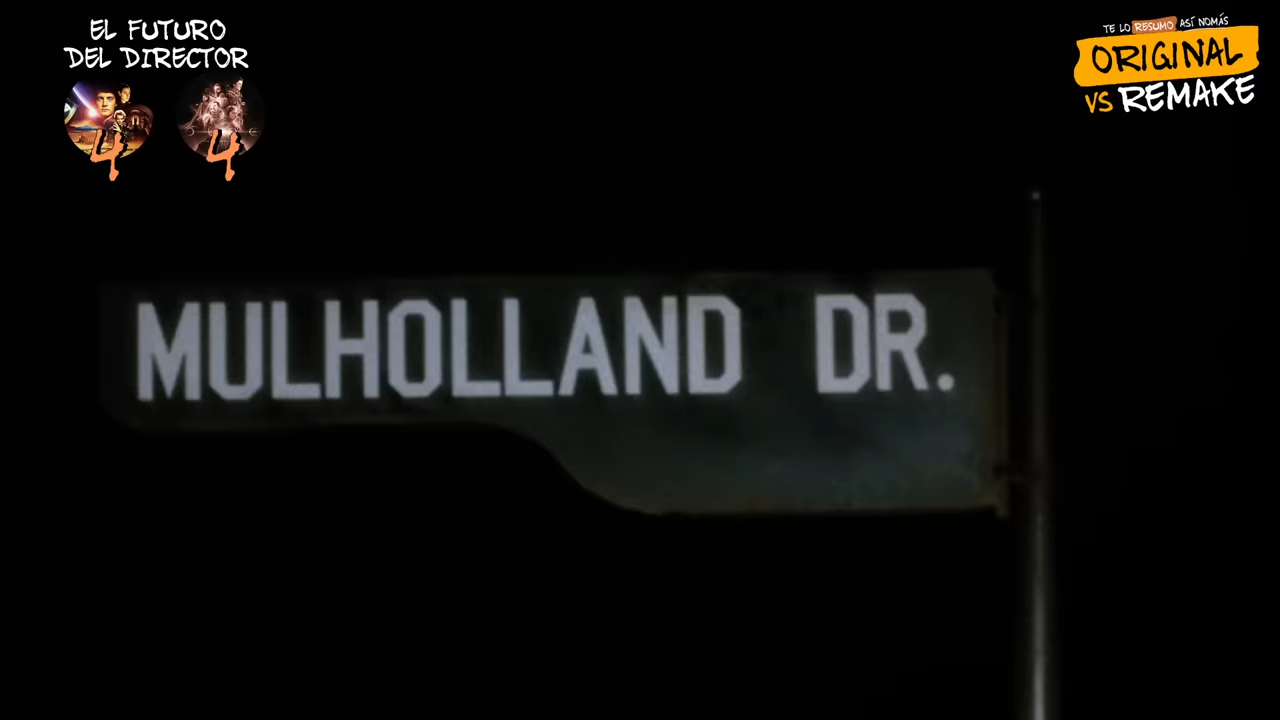 EL FUTURO
DEL DIRECTOR
4 4
TE LO RESUMO ASÍ NOMÁS
ORIGINAL
VS REMAKE
MULHOLLAND DR.